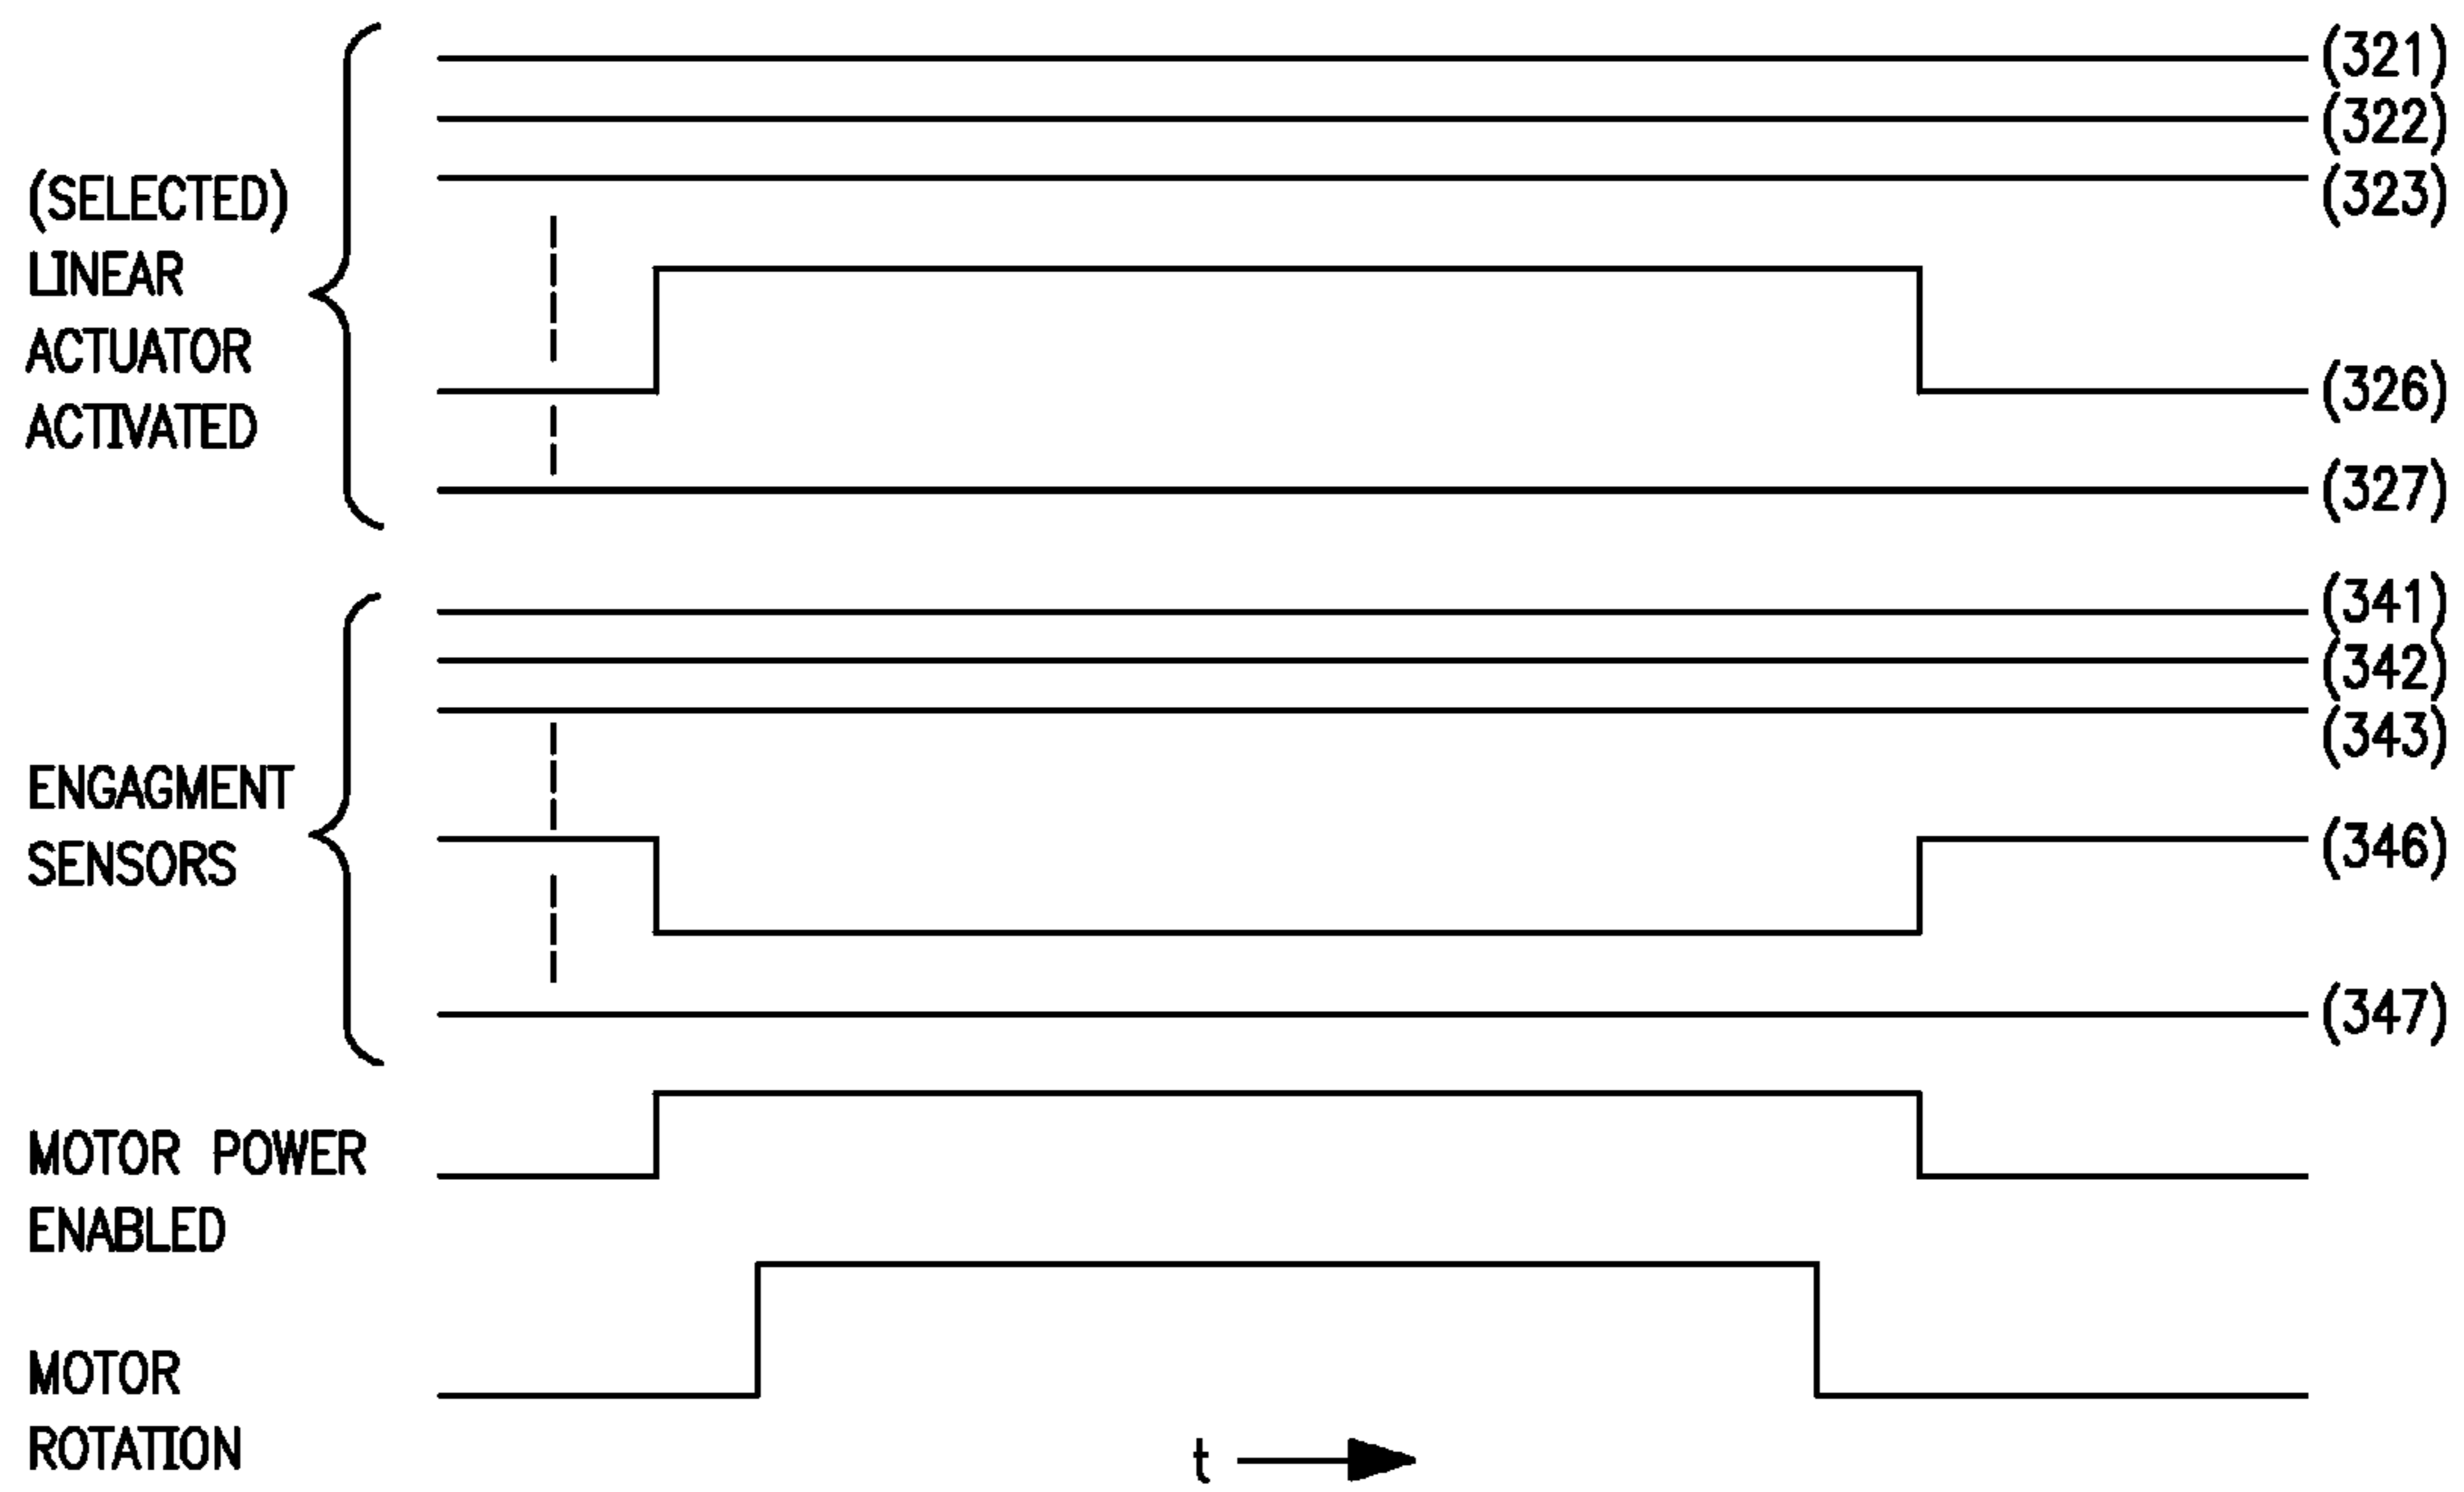 (SELECTED)
LINEAR
ACTUATOR
ACTIVATED
(321)
(322)
(323)
(326)
(327)
ENGAGMENT
SENSORS
(341)
(342)
(343)
(346)
(347)
MOTOR POWER
ENABLED
MOTOR
ROTATION
t